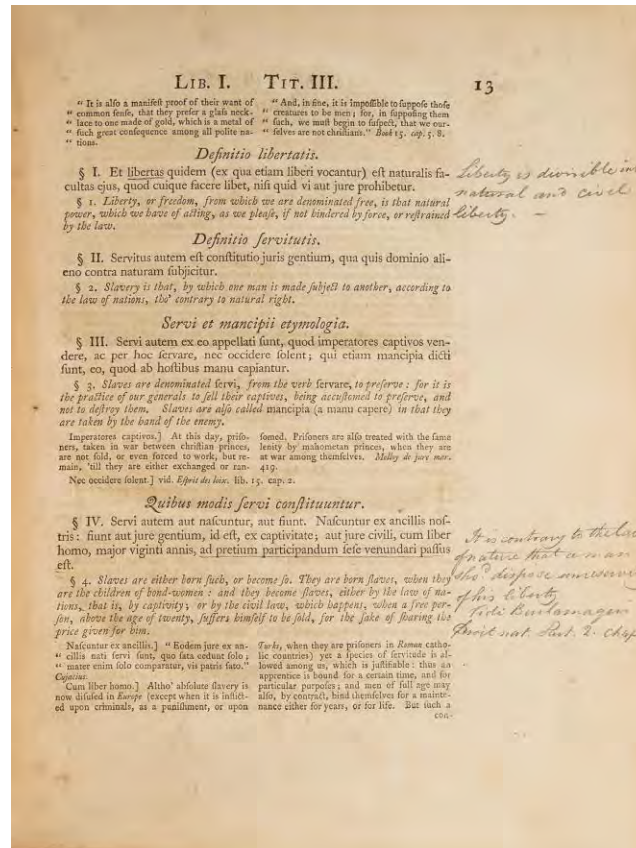 LIB. I. TIT. III. 13
“ It is alſo a manifeſt proof of their want of
“ common ſenſe, that they prefer a glaſs neck-
“ lace to one made of gold, which is a metal of
“ ſuch great conſequence among all polite na-
“ tions.
“ And, in fine, it is impoſſible to ſuppoſe thoſe
“ creatures to be men; for, in ſuppoſing them
“ ſuch, we muſt begin to ſuſpect, that we our-
“ ſelves are not chriſtians.” Book 15. cap. 5. S.
Definitio libertatis.
§ I. Et libertas quidem (ex qua etiam liberi vocantur) eſt naturalis fa-
cultas ejus, quod cuique facere libet, niſi quid vi aut jure prohibetur.
§ 1. Liberty, or freedom, from which we are denominated free, is that natural
power, which we have of acting, as we pleaſe, if not hindered by force, or reſtrained
by the law.
Liberty is divisible in
natural and civil
liberty. —
Definitio ſervitutis.
§ II. Servitus autem eſt conſtitutio juris gentium, qua quis dominio ali-
eno contra naturam ſubjicitur.
§ 2. Slavery is that, by which one man is made ſubject to another, according to
the law of nations, tho' contrary to natural right.
Servi et mancipii etymologia.
§ III. Servi autem ex eo appellati ſunt, quod imperatores captivos ven-
dere, ac per hoc ſervare, nec occidere ſolent; qui etiam mancipia dicti
ſunt, eo, quod ab hoſtibus manu capiantur.
§ 3. Slaves are denominated ſervi, from the verb ſervare, to preſerve: for it is
the practice of our generals to ſell their captives, being accuſtomed to preſerve, and
not to deſtroy them. Slaves are alſo called mancipia (a manu capere) in that they
are taken by the hand of the enemy.
Imperatores captivos.] At this day, priſo-
ners, taken in war between chriſtian princes,
are not ſold, or even forced to work, but re-
main, 'till they are either exchanged or ran-
ſomed. Priſoners are alſo treated with the ſame
lenity by mahometan princes, when they are
at war among themſelves. Molloy de jure mar.
419.
Nec occidere ſolent.] vid. Eſprit des loix. lib. 15. cap. 2.
Quibus modis ſervi conſtituuntur.
§ IV. Servi autem aut naſcuntur, aut fiunt. Naſcuntur ex ancillis noſ-
tris: fiunt aut jure gentium, id eſt, ex captivitate; aut jure civili, cum liber
homo, major viginti annis, ad pretium participandum ſeſe venundari paſſus
eſt.
§ 4. Slaves are either born ſuch, or become ſo. They are born ſlaves, when they
are the children of bond-women: and they become ſlaves, either by the law of na-
tions, that is, by captivity; or by the civil law, which happens, when a free per-
ſon, above the age of twenty, ſuffers himſelf to be ſold, for the ſake of ſharing the
price given for him.
It is contrary to the la
of nature that a man
sho.d dispose unreserve
of his liberty
Vide Burlamaqui
Droit nat. Part. 2. chap
Naſcuntur ex ancillis.] “ Eodem jure ex an-
“ cillis nati ſervi ſunt, quo ſata cedunt ſolo;
“ mater enim ſolo comparatur, vis patris ſato.”
Cujacius.
Cum liber homo.] Altho' abſolute ſlavery is
now diſuſed in Europe (except when it is inflict-
ed upon criminals, as a puniſhment, or upon
Turks, when they are priſoners in Roman catho-
lic countries) yet a ſpecies of ſervitude is al-
lowed among us, which is juſtifiable: thus an
apprentice is bound for a certain time, and for
particular purpoſes; and men of full age may
alſo, by contract, bind themſelves for a mainte-
nance either for years, or for life. But ſuch a
con-